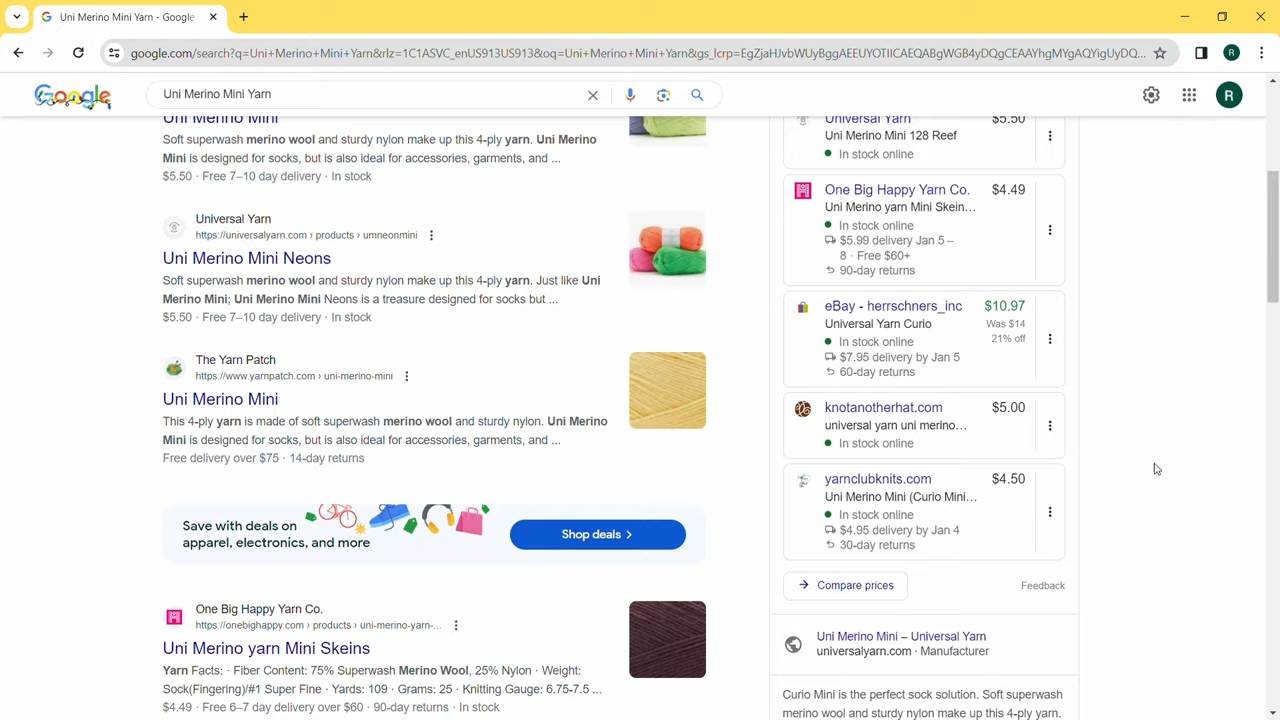 Uni Merino Mini Yarn - Google
google.com/search?q=Uni+Merino+Mini+Yarn&rlz=1C1ASVC_enUS913US913&oq=Uni+Merino+Mini+Yarn&gs_lcrp=EgZjaHJvbWUyBggAEEUYOTIICAEQABgWGB4yDQgCEAAYhgMYgAQYigUyDQ...
R
Google
Uni Merino Mini Yarn
R
Uni Merino Mini
Soft superwash merino wool and sturdy nylon make up this 4-ply yarn. Uni Merino
Mini is designed for socks, but is also ideal for accessories, garments, and ...
$5.50 · Free 7–10 day delivery · In stock
Universal Yarn
https://universalyarn.com › products › umneonmini
Uni Merino Mini Neons
Soft superwash merino wool and sturdy nylon make up this 4-ply yarn. Just like Uni
Merino Mini; Uni Merino Mini Neons is a treasure designed for socks but ...
$5.50 · Free 7–10 day delivery · In stock
The Yarn Patch
https://www.yarnpatch.com › uni-merino-mini
Uni Merino Mini
This 4-ply yarn is made of soft superwash merino wool and sturdy nylon. Uni Merino
Mini is designed for socks, but is also ideal for accessories, garments, and ...
Free delivery over $75 · 14-day returns
Save with deals on
apparel, electronics, and more
Shop deals
One Big Happy Yarn Co.
https://onebighappy.com › products › uni-merino-yarn-...
Uni Merino yarn Mini Skeins
Yarn Facts: · Fiber Content: 75% Superwash Merino Wool, 25% Nylon · Weight:
Sock(Fingering)/#1 Super Fine · Yards: 109 · Grams: 25 · Knitting Gauge: 6.75-7.5 ...
$4.49 · Free 6–7 day delivery over $60 · 90-day returns · In stock
Universal Yarn $5.50
Uni Merino Mini 128 Reef
In stock online
One Big Happy Yarn Co. $4.49
Uni Merino yarn Mini Skein...
In stock online
$5.99 delivery Jan 5 –
8 · Free $60+
90-day returns
eBay - herrschners_inc $10.97
Universal Yarn Curio Was $14
In stock online 21% off
$7.95 delivery by Jan 5
60-day returns
knotanotherhat.com $5.00
universal yarn uni merino...
In stock online
yarnclubknits.com $4.50
Uni Merino Mini (Curio Mini...
In stock online
$4.95 delivery by Jan 4
30-day returns
Compare prices Feedback
Uni Merino Mini – Universal Yarn
universalyarn.com · Manufacturer
Curio Mini is the perfect sock solution. Soft superwash
merino wool and sturdy nylon make up this 4-ply yarn.